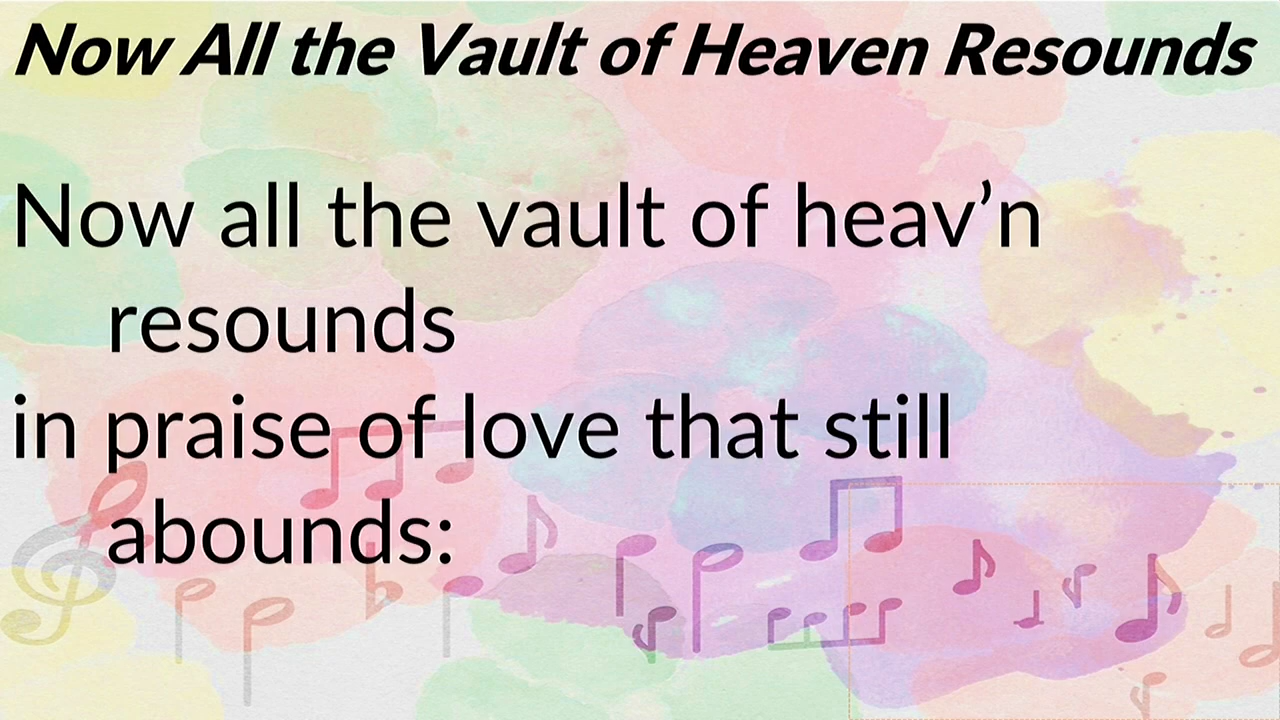 Now All the Vault of Heaven Resounds
Now all the vault of heav’n
resounds
in praise of love that still
abounds: